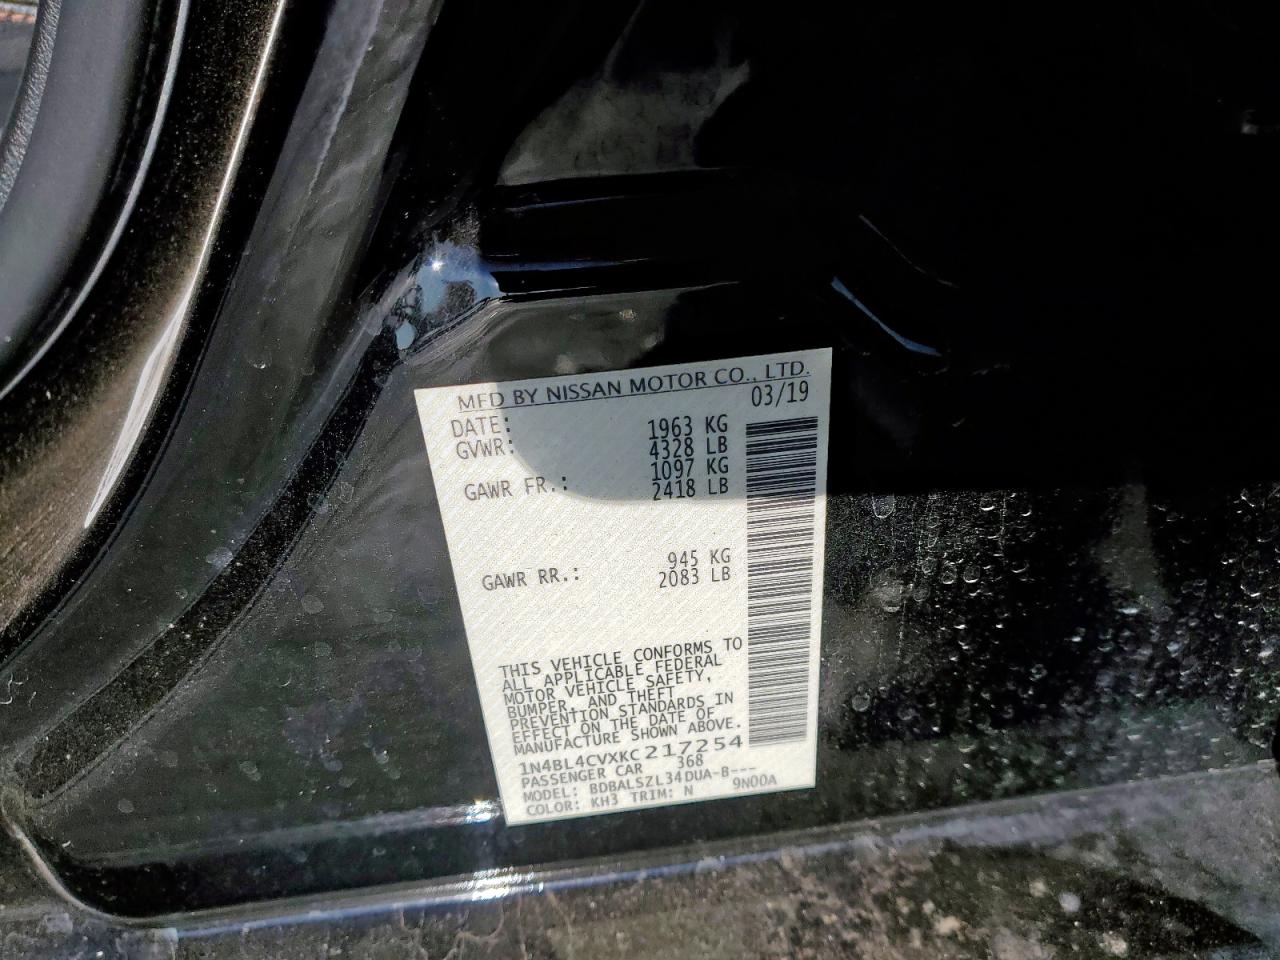 MFD BY NISSAN MOTOR CO., LTD.
DATE: 03/19
GVWR: 1963 KG
4328 LB
GAWR FR.: 1097 KG
2418 LB
GAWR RR.: 945 KG
2083 LB
THIS VEHICLE CONFORMS TO
ALL APPLICABLE FEDERAL
MOTOR VEHICLE SAFETY,
BUMPER, AND THEFT
PREVENTION STANDARDS IN
EFFECT ON THE DATE OF
MANUFACTURE SHOWN ABOVE.
1N4BL4CVXKC217254
PASSENGER CAR 368
MODEL: BDBALSZL34DUA-B---
COLOR: KH3 TRIM: N 9N00A